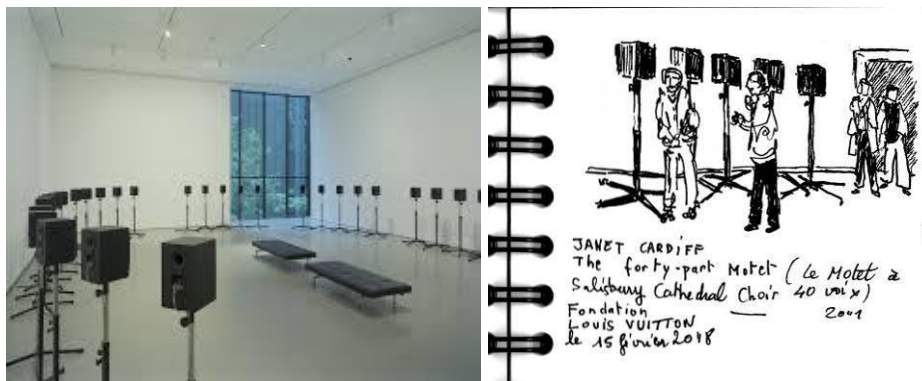 JANET CARDIFF
The forty-part Motet (Le Motet à
Salisbury Cathedral Choir 40 voix)
Fondation 2001
LOUIS VUITTON
le 15 février 2018